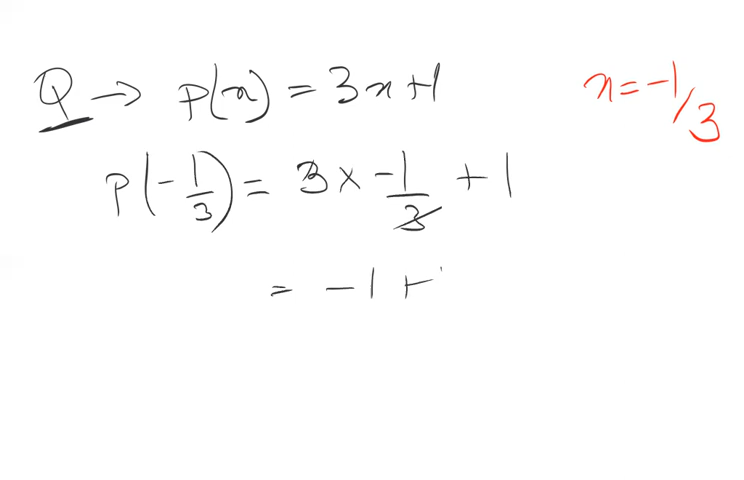 Q → p(x) = 3x+1
x = -1/3
p(-1/3) = 3 × -1/3 + 1
= -1 +